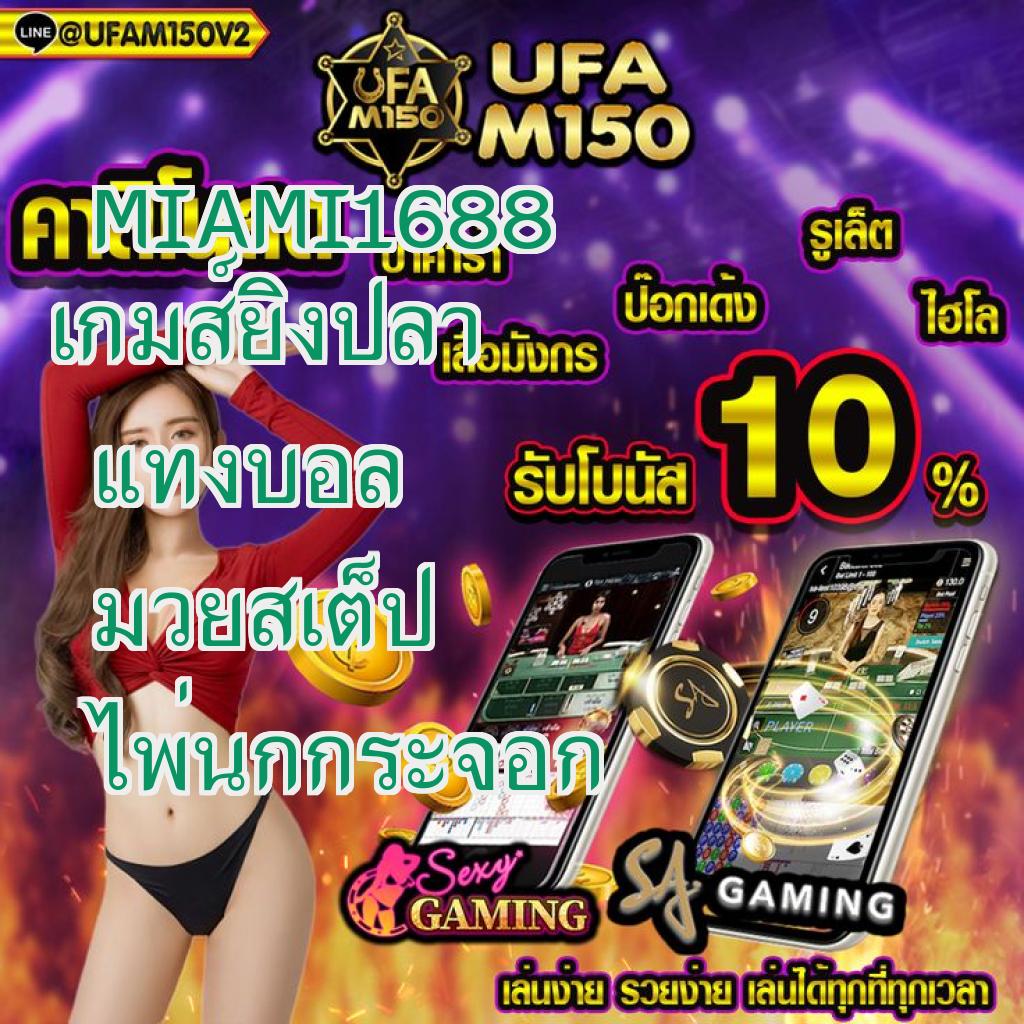 LINE @UFAM150V2
UFA
M150
UFA
M150
MIAMI1688
รูเล็ต
เกมส์ยิงปลา
ป๊อกเด้ง
ไฮโล
เสือมังกร
แทงบอล
รับโบนัส 10 %
มวยสเต็ป
ไพ่นกกระจอก
PLAYER
Sexy
GAMING
SA GAMING
เล่นง่าย รวยง่าย เล่นได้ทุกที่ทุกเวลา